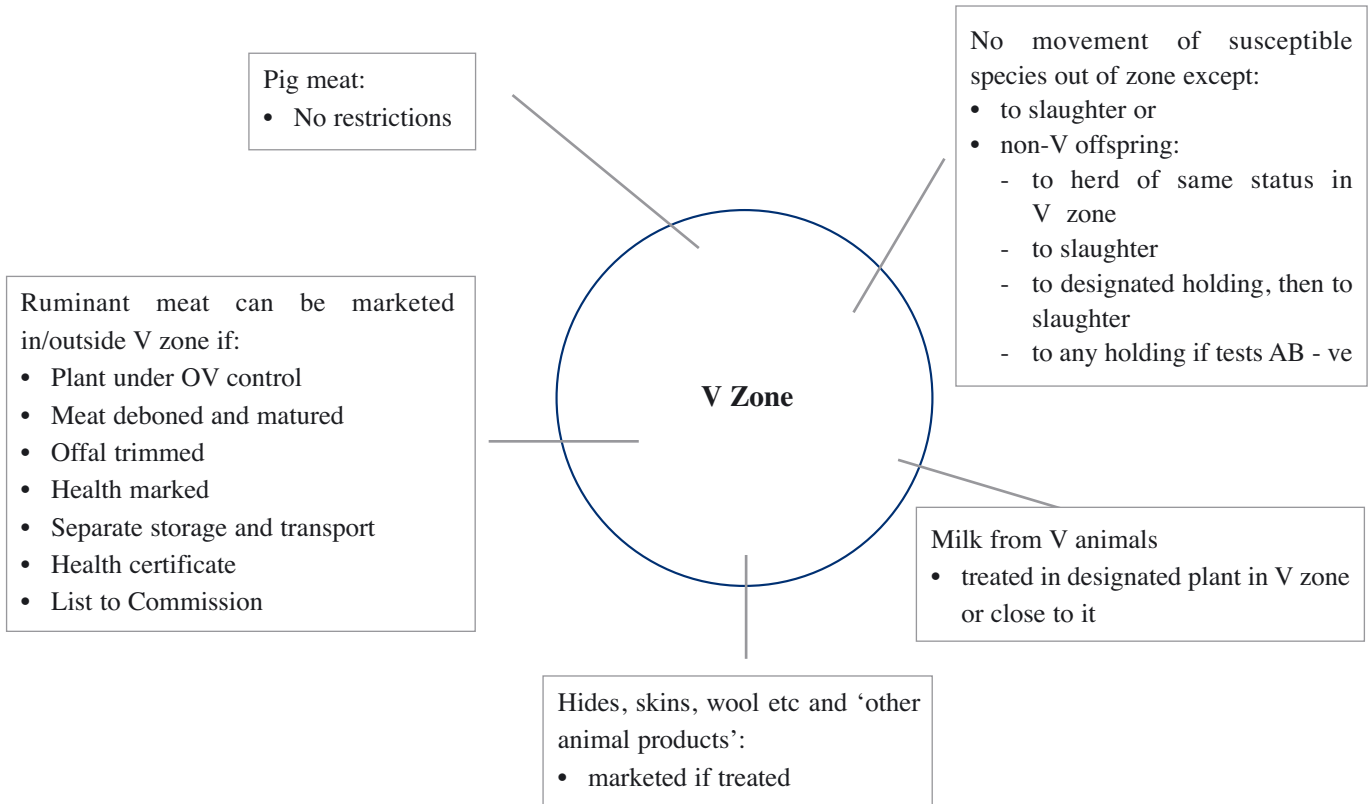 Pig meat:
• No restrictions
No movement of susceptible
species out of zone except:
• to slaughter or
• non-V offspring:
- to herd of same status in
V zone
- to slaughter
- to designated holding, then to
slaughter
- to any holding if tests AB - ve
Ruminant meat can be marketed
in/outside V zone if:
• Plant under OV control
• Meat deboned and matured
• Offal trimmed
• Health marked
• Separate storage and transport
• Health certificate
• List to Commission
V Zone
Milk from V animals
• treated in designated plant in V zone
or close to it
Hides, skins, wool etc and ‘other
animal products’:
• marketed if treated